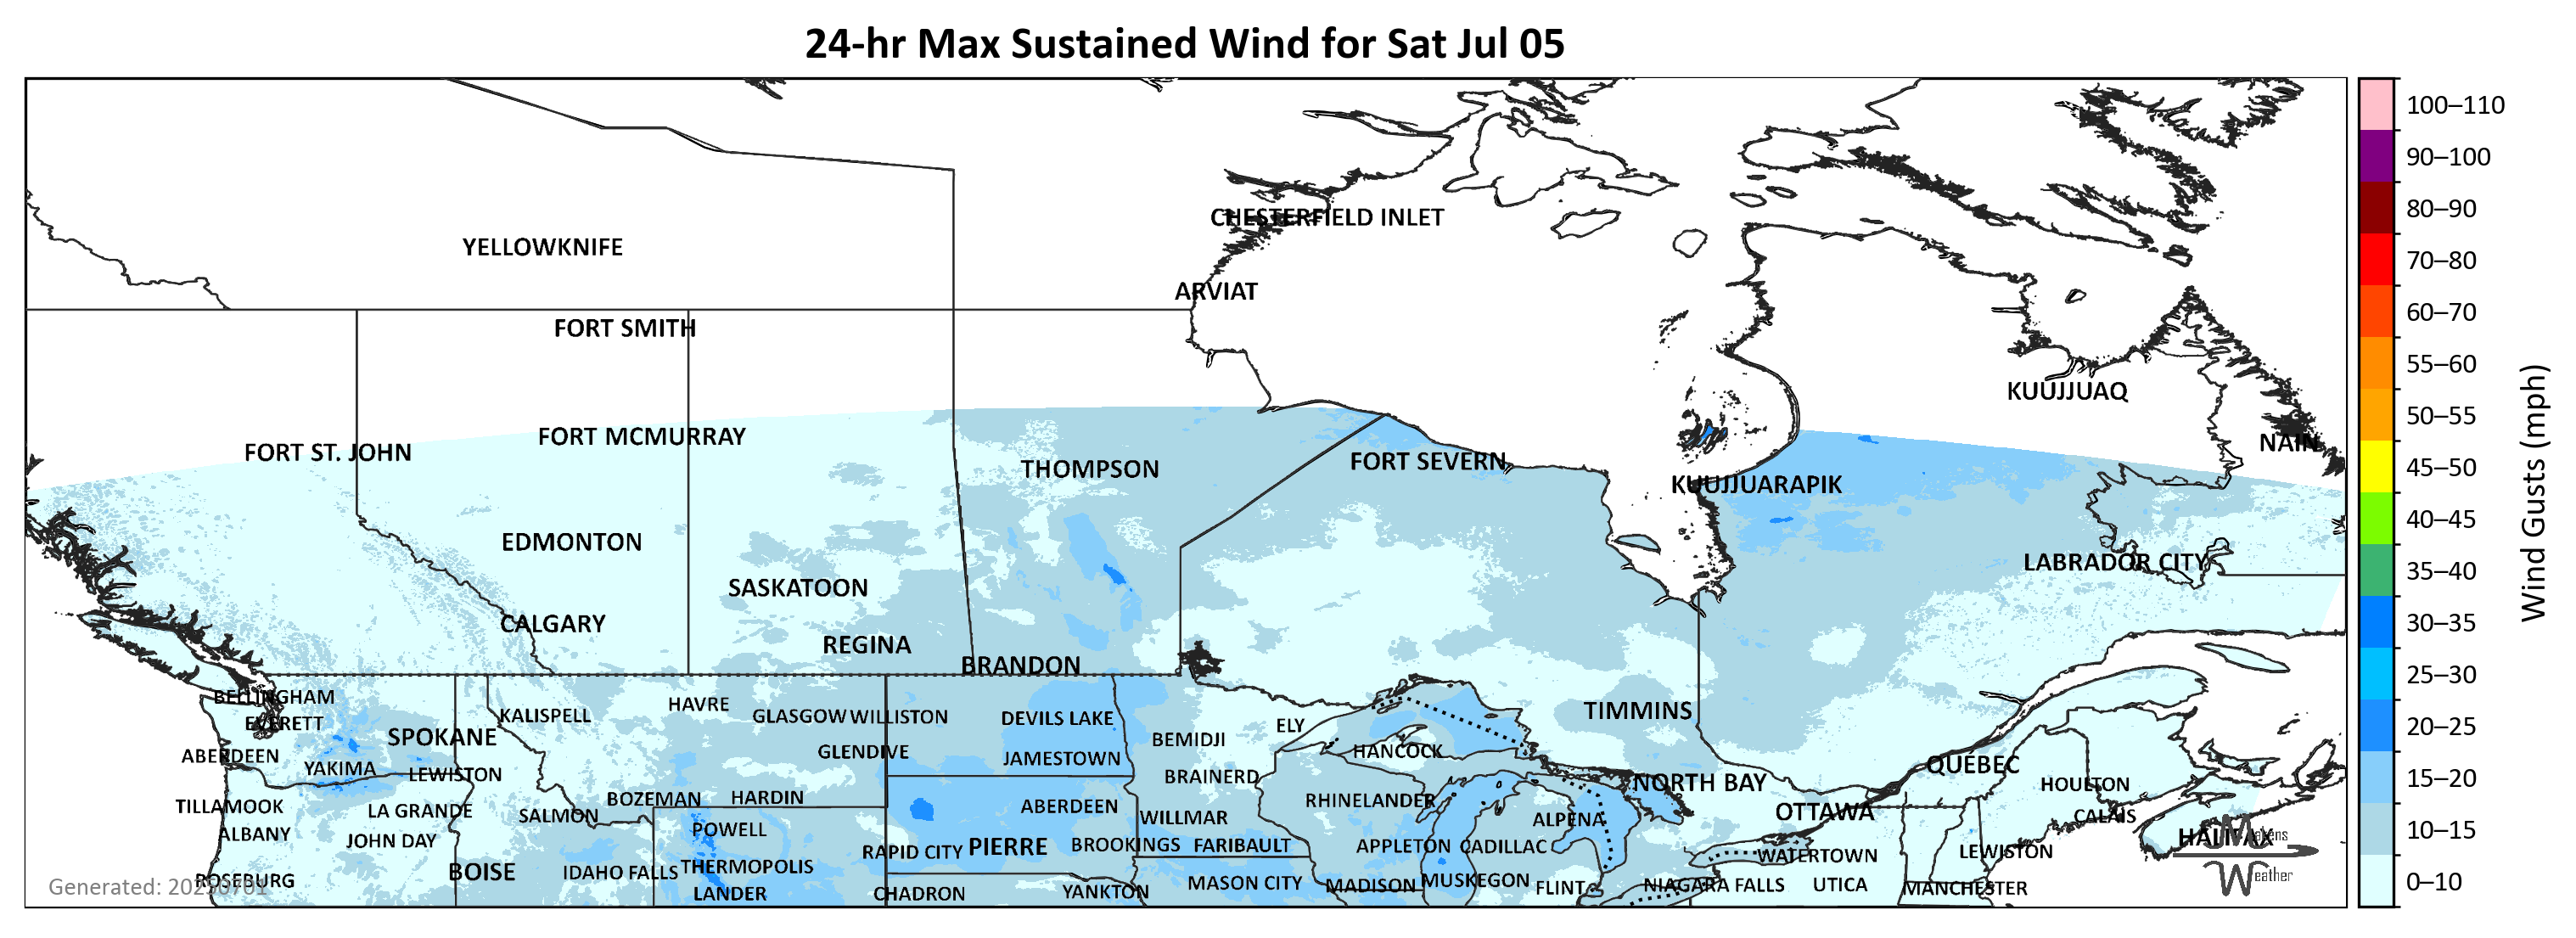 24-hr Max Sustained Wind for Sat Jul 05
100–110
90–100
80–90
70–80
60–70
55–60
50–55
45–50
40–45
35–40
30–35
25–30
20–25
15–20
10–15
0–10
Wind Gusts (mph)
CHESTERFIELD INLET
YELLOWKNIFE
ARVIAT
FORT SMITH
KUUJJUAQ
FORT MCMURRAY
NAIN
FORT ST. JOHN
FORT SEVERN
THOMPSON
KUUJJUARAPIK
EDMONTON
LABRADOR CITY
SASKATOON
CALGARY
REGINA
BRANDON
BELLINGHAM
HAVRE
TIMMINS
KALISPELL
GLASGOW
WILLISTON
DEVILS LAKE
EVERETT
ELY
SPOKANE
BEMIDJI
HANCOCK
GLENDIVE
ABERDEEN
JAMESTOWN
QUEBEC
YAKIMA
LEWISTON
BRAINERD
NORTH BAY
HOULTON
BOZEMAN
HARDIN
RHINELANDER
TILLAMOOK
ABERDEEN
LA GRANDE
OTTAWA
SALMON
CALAIS
WILLMAR
ALPENA
POWELL
ALBANY
HALIFAX
Makens
JOHN DAY
BROOKINGS
FARIBAULT
APPLETON
CADILLAC
PIERRE
RAPID CITY
LEWISTON
WATERTOWN
THERMOPOLIS
BOISE
IDAHO FALLS
Weather
ROSEBURG
MUSKEGON
MASON CITY
MADISON
NIAGARA FALLS
UTICA
Generated: 20250701
FLINT
MANCHESTER
YANKTON
LANDER
CHADRON